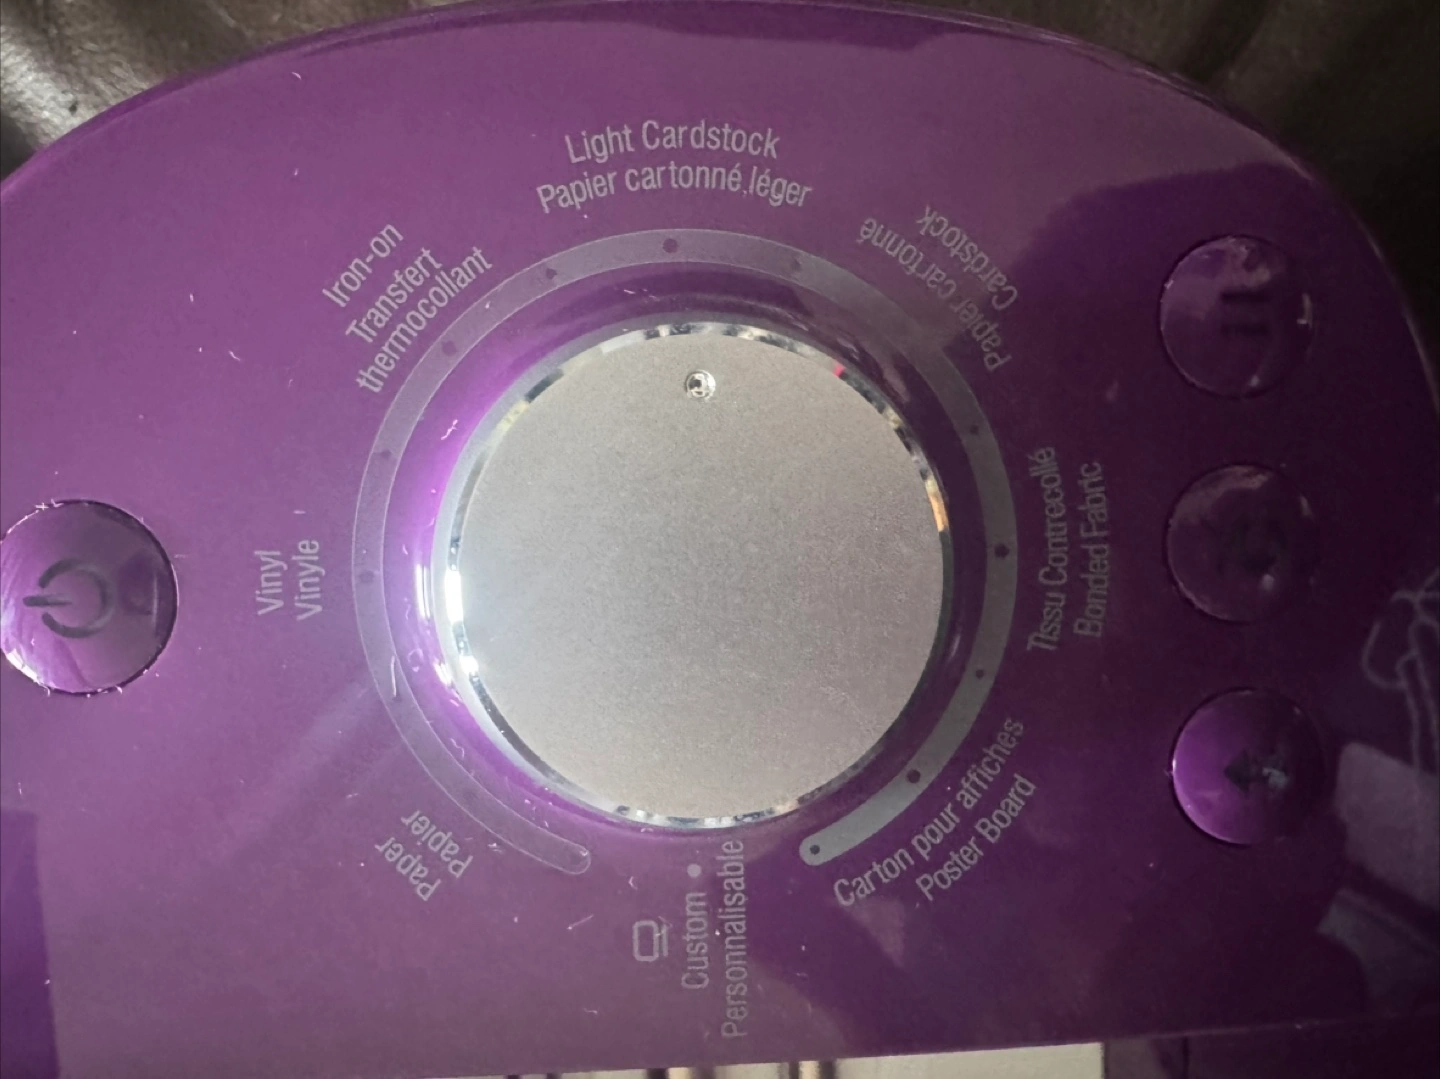 Light Cardstock
Papier cartonné léger
Iron-on
Transfert
thermocollant
Cardstock
Papier cartonné
Vinyl
Vinyle
Tissu Contrecollé
Bonded Fabric
Paper
Papier
Carton pour affiches
Poster Board
Custom
Personnalisable